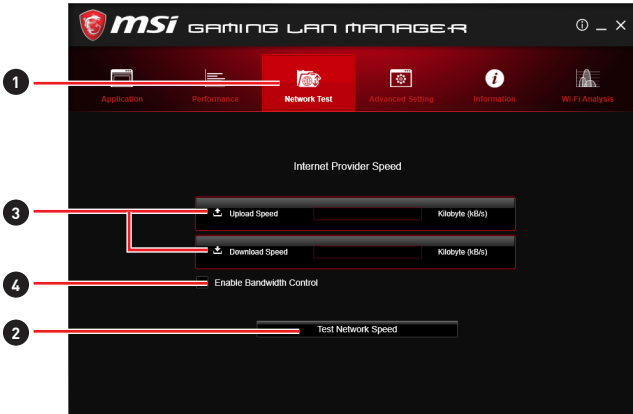 msi GAMING LAN MANAGER
1
Application Performance Network Test Advanced Setting Information Wi-Fi Analysis
Internet Provider Speed
3
Upload Speed Kilobyte (kB/s)
Download Speed Kilobyte (kB/s)
4
Enable Bandwidth Control
2
Test Network Speed